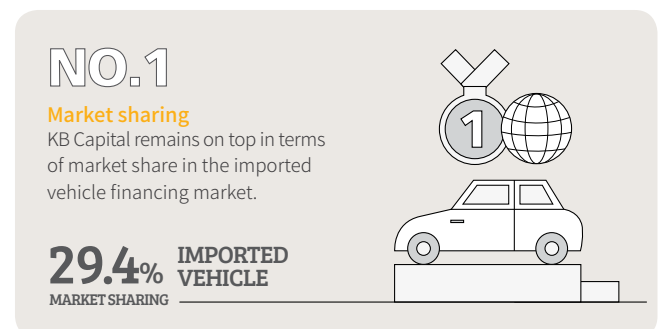 NO.1
Market sharing
KB Capital remains on top in terms
of market share in the imported
vehicle financing market.
29.4% IMPORTED
VEHICLE
MARKET SHARING
1